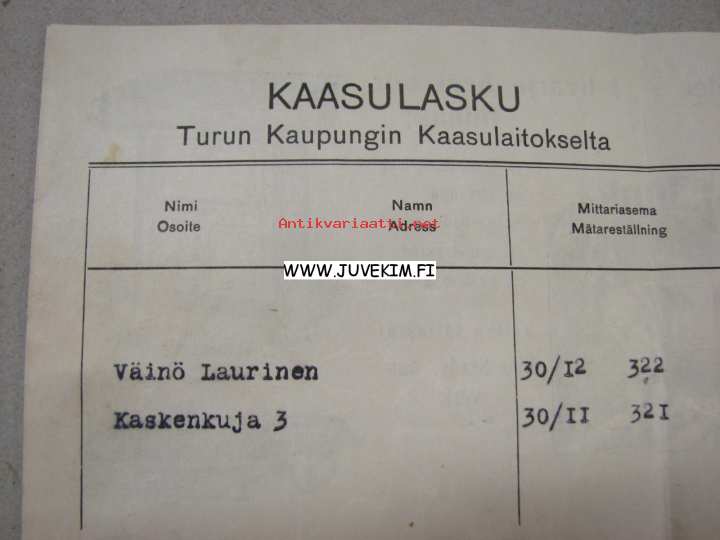 KAASULASKU
Turun Kaupungin Kaasulaitokselta
Nimi Namn Mittariasema
Osoite Adress Mätareställning
Antikvariaatti.net
WWW.JUVEKIM.FI
Väinö Laurinen 30/I2 322
Kaskenkuja 3 30/II 32I